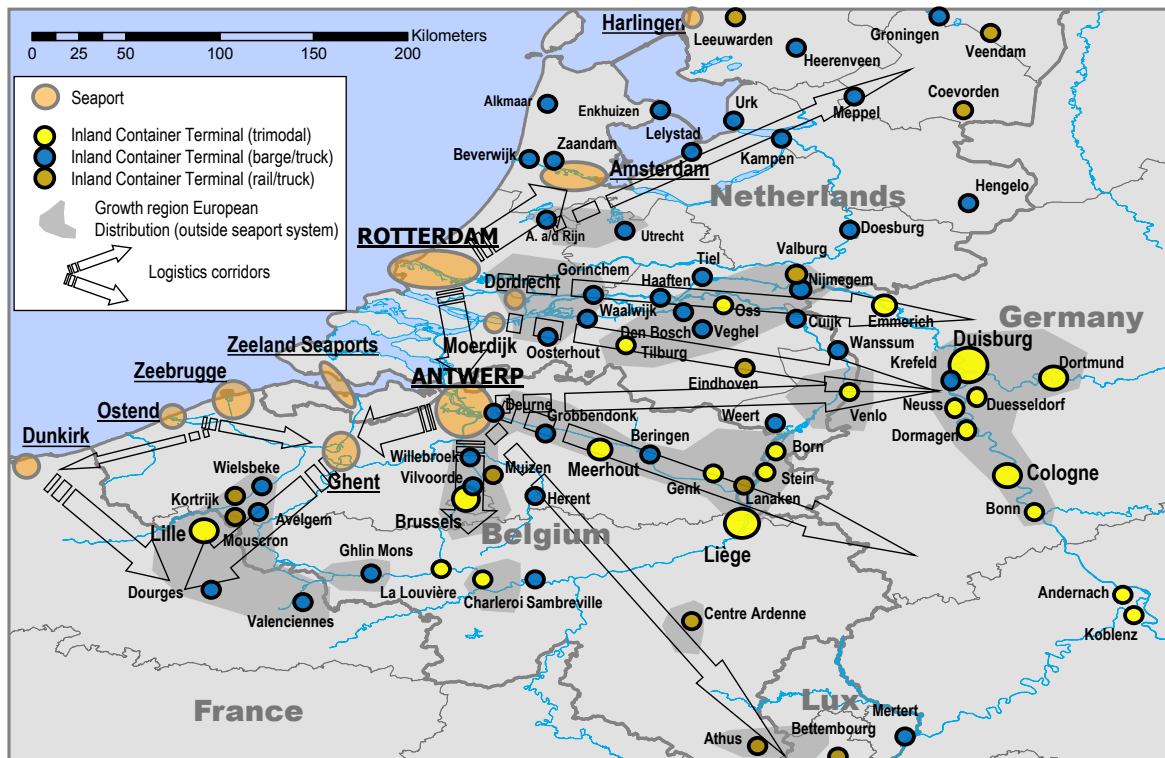 Harlingen
Leeuwarden
Groningen
Veendam
Heerenveen
Kilometers
0
50
100
150
200
Seaport
Inland Container Terminal (trimodal)
Inland Container Terminal (barge/truck)
Inland Container Terminal (rail/truck)
Growth region European
Distribution (outside seaport system)
Logistics corridors
Alkmaar
Enkhuizen
Urk
Meppel
Coevorden
Lelystad
Zaandam
Beverwijk
Kampen
Amsterdam
Netherlands
Hengelo
A. a/d Rijn
Utrecht
Doesburg
ROTTERDAM
Valburg
Tiel
Gorinchem
Haaften
Nijmegem
Dordrecht
Waalwijk
Oss
Emmerich
Germany
Cuijk
Den Bosch
Veghel
Moerdijk
Oosterhout
Tilburg
Wanssum
Duisburg
Zeeland Seaports
Krefeld
Dortmund
Zeebrugge
Eindhoven
ANTWERP
Venlo
Neuss
Duesseldorf
Ostend
Deurne
Grobbendonk
Weert
Dormagen
Dunkirk
Beringen
Born
Willebroek
Meerhout
Wielsbeke
Ghent
Muizen
Stein
Cologne
Vilvoorde
Genk
Kortrijk
Herent
Lanaken
Bonn
Avelgem
Lille
Brussels
Mouscron
Belgium
Liège
Ghlin Mons
Dourges
La Louvière
Charleroi
Sambreville
Valenciennes
Andernach
Centre Ardenne
Koblenz
France
Lux
Mertert
Bettembourg
Athus